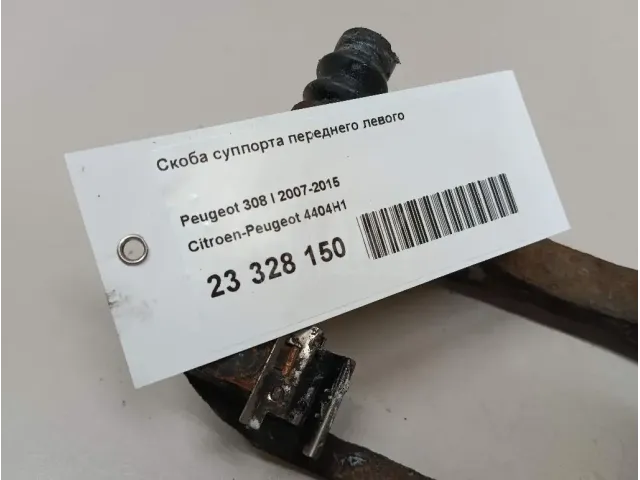 Скоба суппорта переднего левого
Peugeot 308 I 2007-2015
Citroen-Peugeot 4404H1
23 328 150